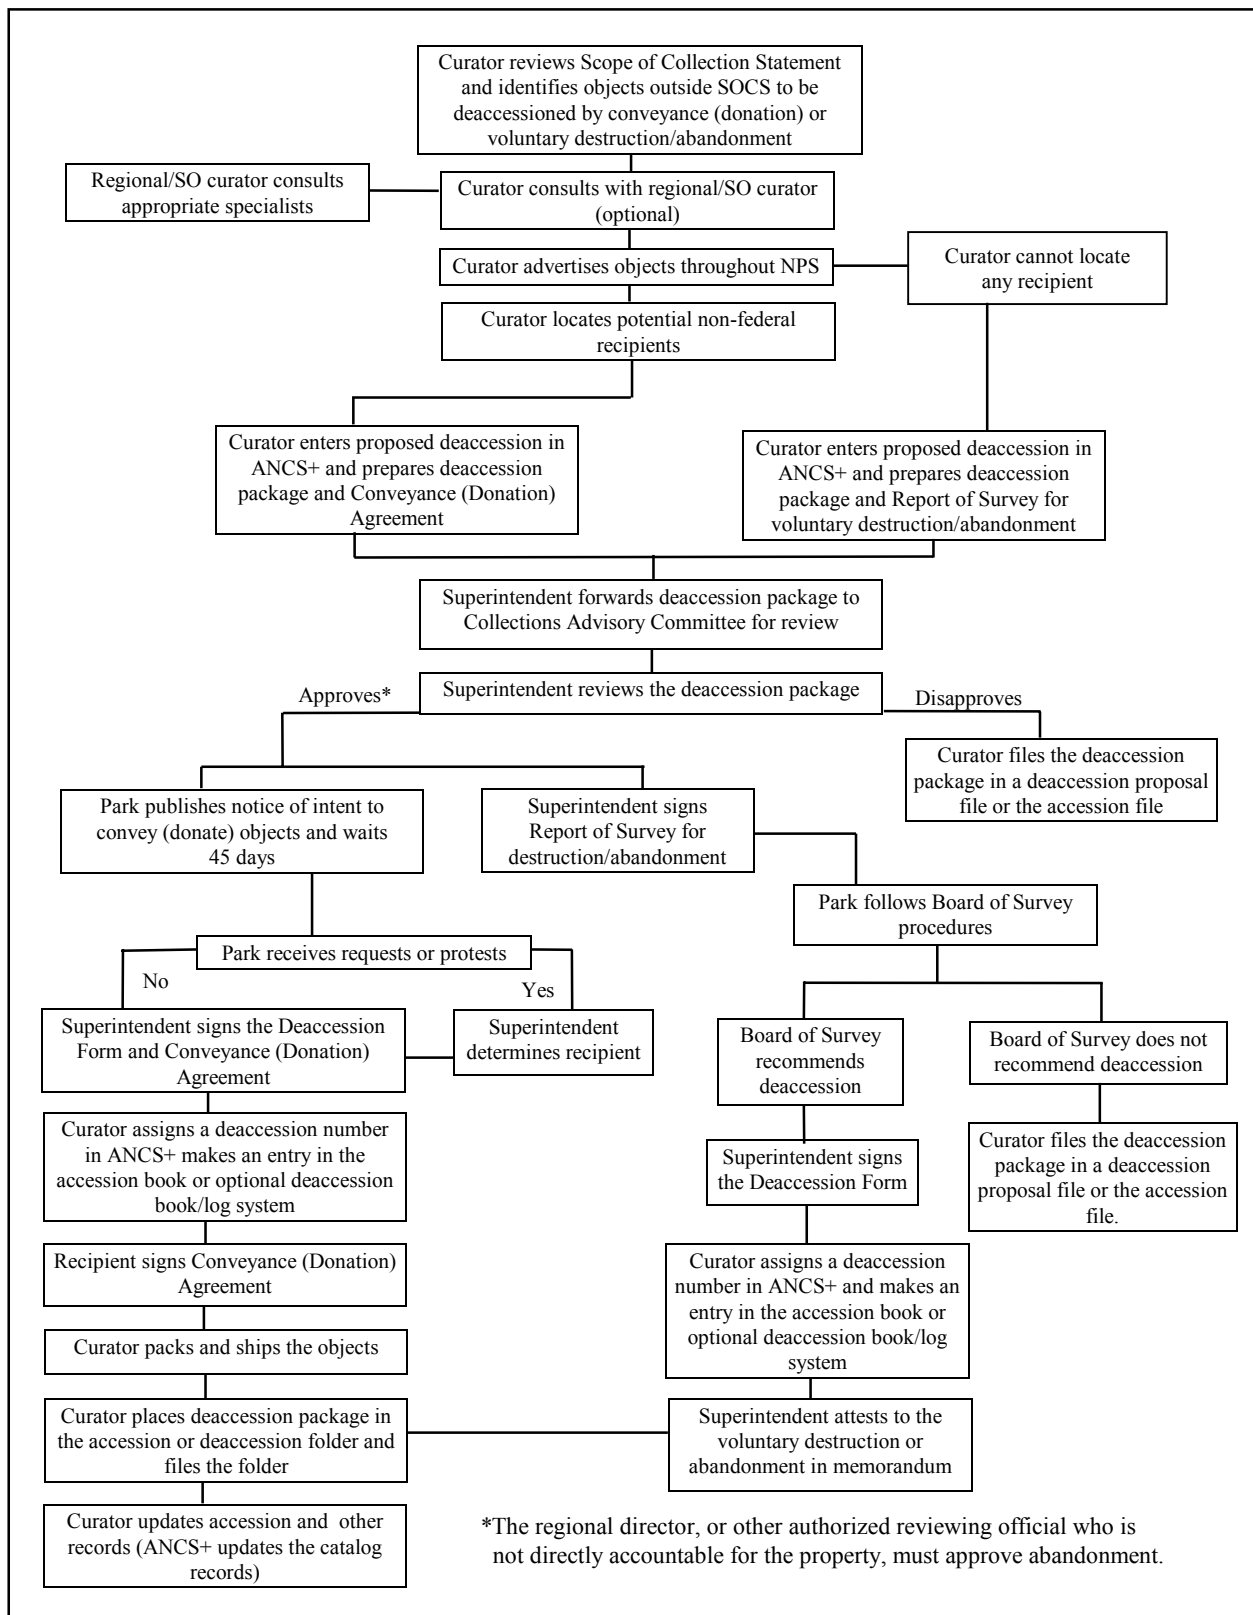 Curator reviews Scope of Collection Statement
and identifies objects outside SOCS to be
deaccessioned by conveyance (donation) or
voluntary destruction/abandonment
Regional/SO curator consults
appropriate specialists
Curator consults with regional/SO curator
(optional)
Curator advertises objects throughout NPS
Curator cannot locate
any recipient
Curator locates potential non-federal
recipients
Curator enters proposed deaccession in
ANCS+ and prepares deaccession
package and Conveyance (Donation)
Agreement
Curator enters proposed deaccession in
ANCS+ and prepares deaccession
package and Report of Survey for
voluntary destruction/abandonment
Superintendent forwards deaccession package to
Collections Advisory Committee for review
Superintendent reviews the deaccession package
Approves*
Disapproves
Curator files the deaccession
package in a deaccession proposal
file or the accession file
Park publishes notice of intent to
convey (donate) objects and waits
45 days
Superintendent signs
Report of Survey for
destruction/abandonment
Park follows Board of Survey
procedures
Park receives requests or protests
No
Yes
Superintendent signs the Deaccession
Form and Conveyance (Donation)
Agreement
Superintendent
determines recipient
Board of Survey
recommends
deaccession
Board of Survey does not
recommend deaccession
Curator assigns a deaccession number
in ANCS+ makes an entry in the
accession book or optional deaccession
book/log system
Superintendent signs
the Deaccession Form
Curator files the deaccession
package in a deaccession
proposal file or the accession
file.
Recipient signs Conveyance (Donation)
Agreement
Curator assigns a deaccession
number in ANCS+ and makes an
entry in the accession book or
optional deaccession book/log
system
Curator packs and ships the objects
Curator places deaccession package in
the accession or deaccession folder and
files the folder
Superintendent attests to the
voluntary destruction or
abandonment in memorandum
Curator updates accession and other
records (ANCS+ updates the catalog
records)
*The regional director, or other authorized reviewing official who is
not directly accountable for the property, must approve abandonment.